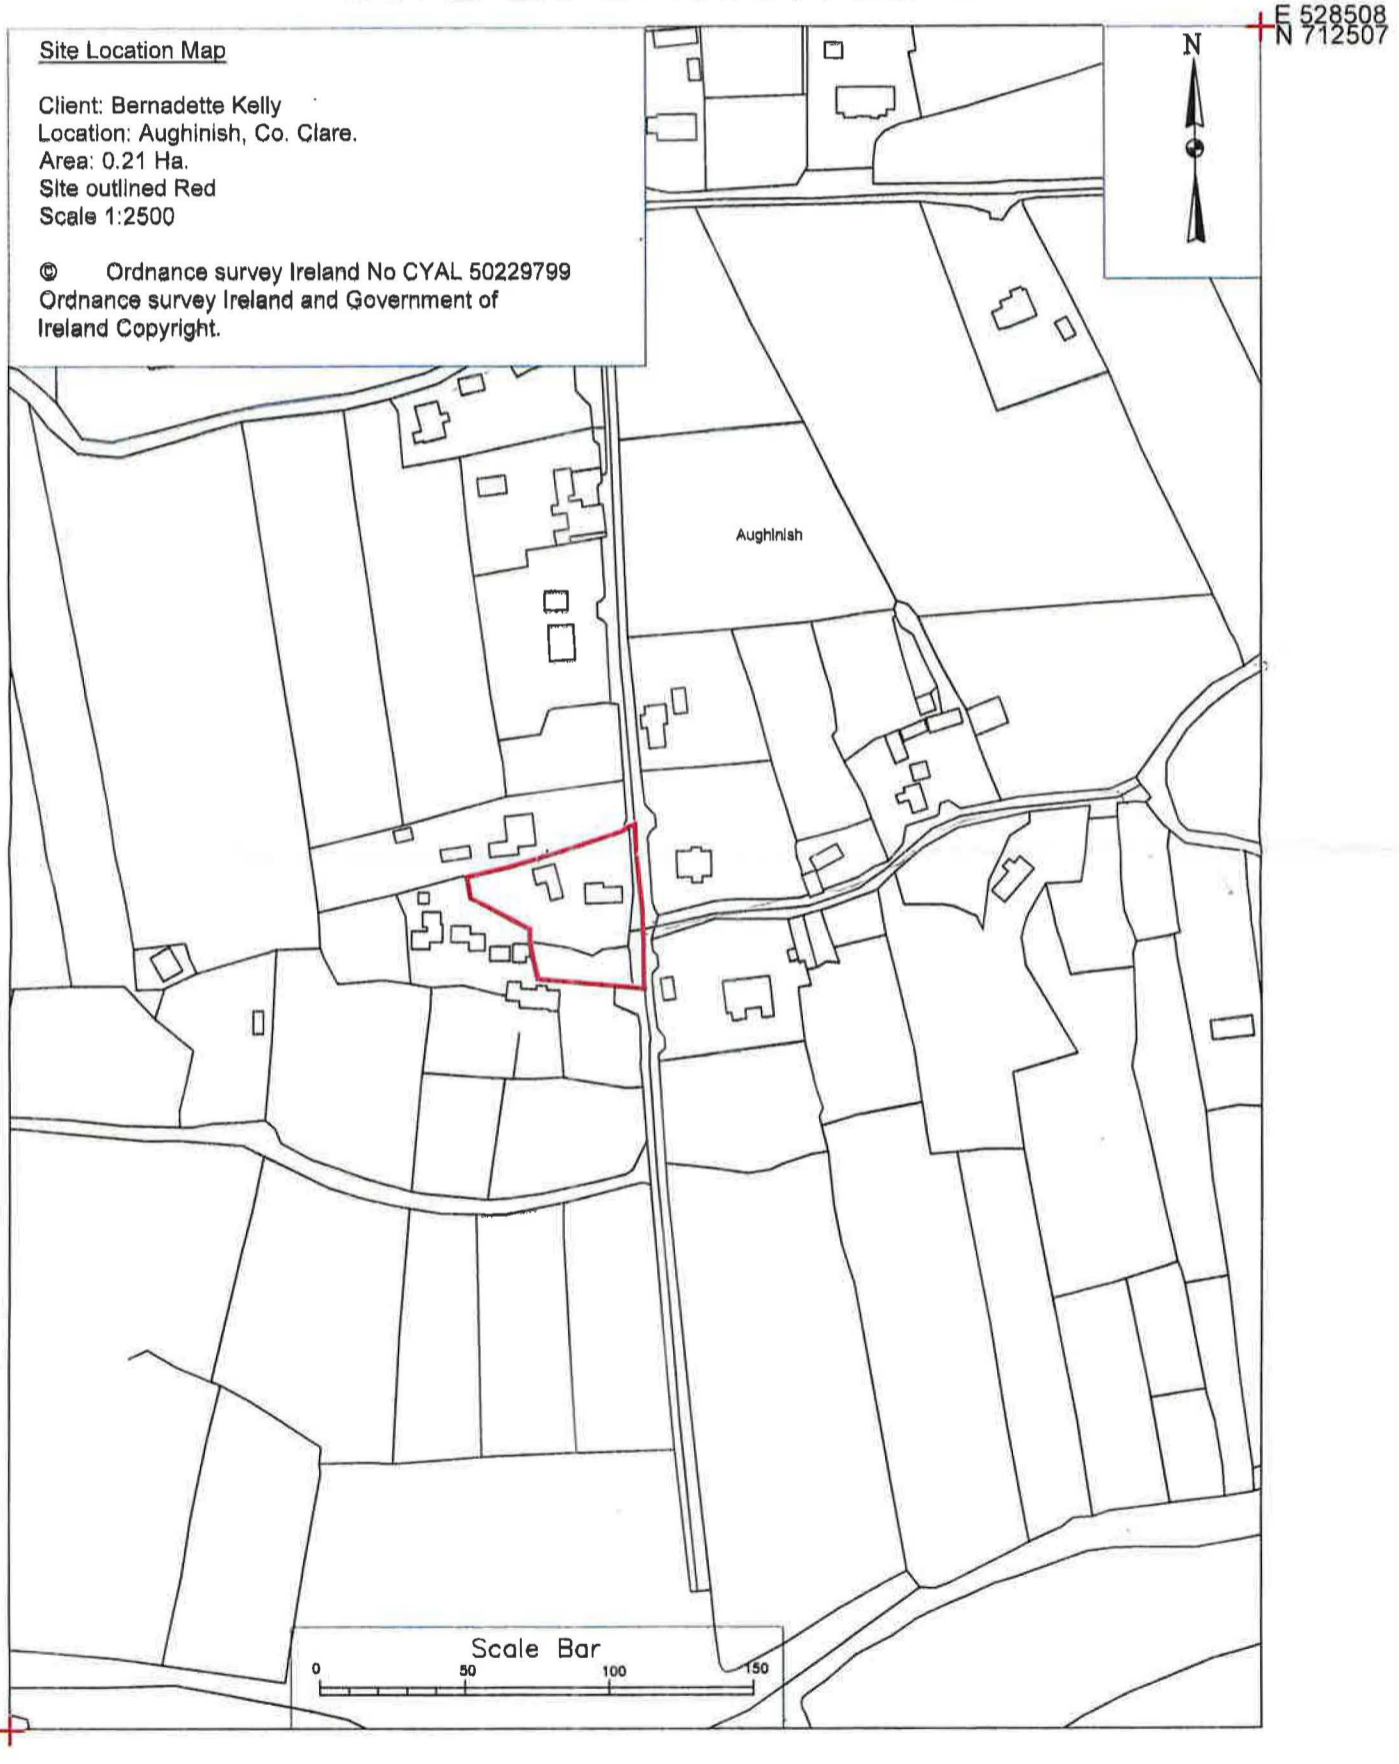 E 528508
N 712507
Site Location Map
N
Client: Bernadette Kelly
Location: Aughinish, Co. Clare.
Area: 0.21 Ha.
Site outlined Red
Scale 1:2500
© Ordnance survey Ireland No CYAL 50229799
Ordnance survey Ireland and Government of
Ireland Copyright.
Aughinish
Scale Bar
0 50 100 150